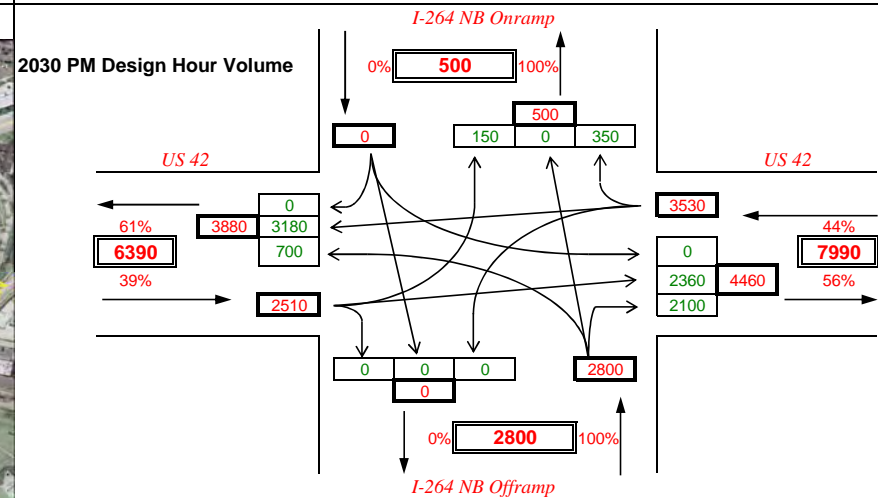 I-264 NB Onramp
2030 PM Design Hour Volume
0% 500 100%
500
0 150 0 350
US 42 US 42
0 3530
61% 3880 3180 44%
6390 700 0 7990
39% 2360 4460 56%
2510 2100
0 0 0 2800
0
0% 2800 100%
I-264 NB Offramp